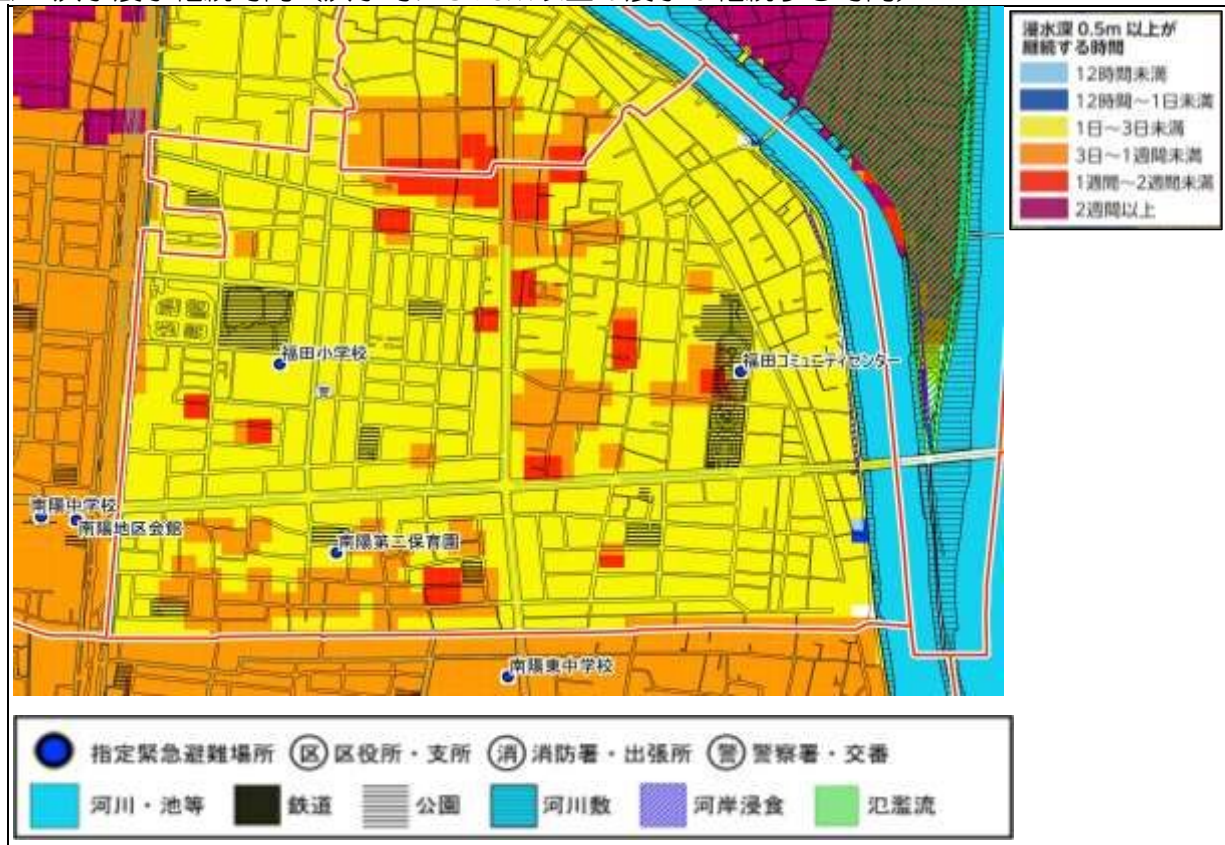 浸水深 0.5m 以上が
継続する時間
12時間未満
12時間～1日未満
1日～3日未満
3日～1週間未満
1週間～2週間未満
2週間以上
福田小学校
福田コミュニティセンター
警
南陽中学校
南陽地区会館
南陽第二保育園
南陽東中学校
指定緊急避難場所 区 区役所・支所 消 消防署・出張所 警 警察署・交番
河川・池等 鉄道 公園 河川敷 河岸浸食 氾濫流